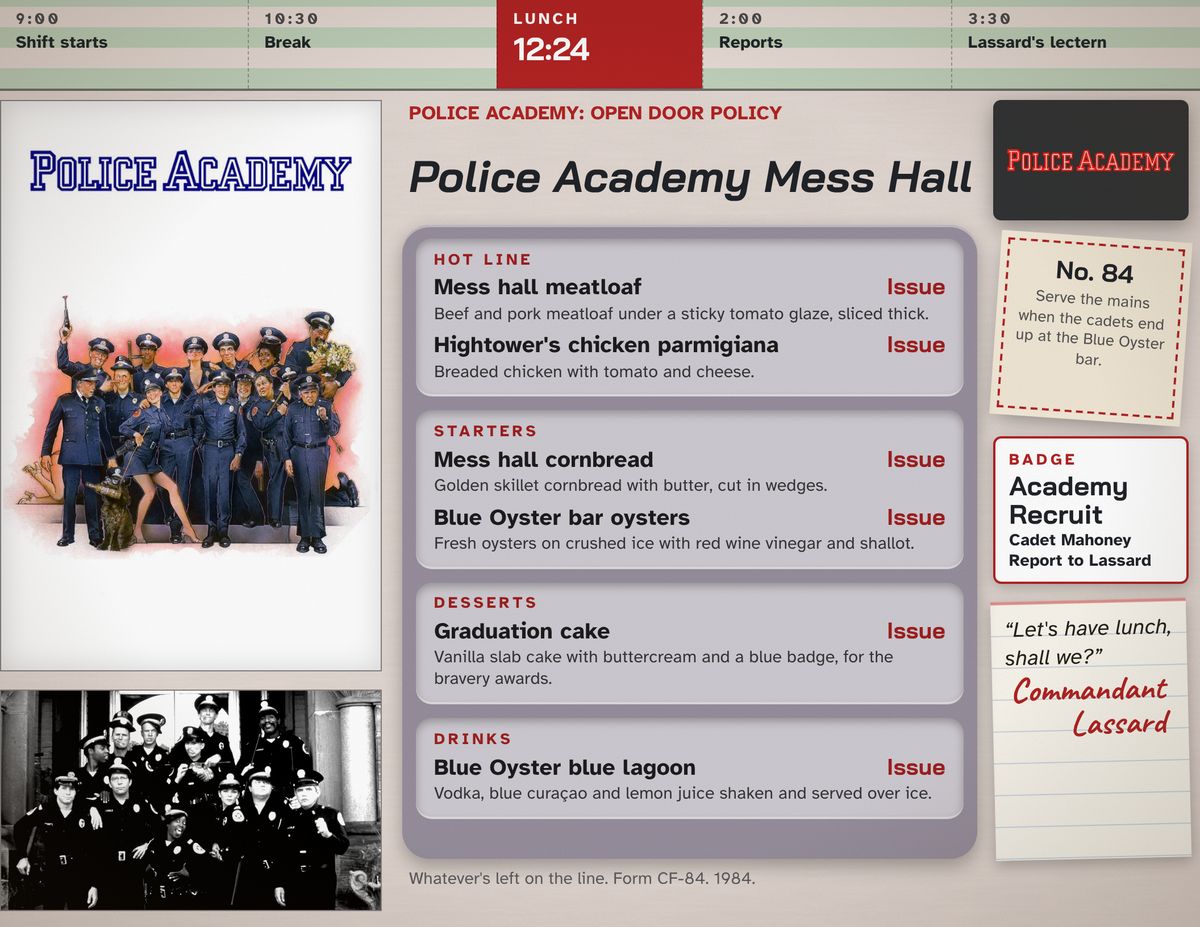 9:00
Shift starts
10:30
Break
LUNCH
12:24
2:00
Reports
3:30
Lassard's lectern
POLICE ACADEMY
POLICE ACADEMY: OPEN DOOR POLICY
Police Academy Mess Hall
HOT LINE
Mess hall meatloaf Issue
Beef and pork meatloaf under a sticky tomato glaze, sliced thick.
Hightower's chicken parmigiana Issue
Breaded chicken with tomato and cheese.
STARTERS
Mess hall cornbread Issue
Golden skillet cornbread with butter, cut in wedges.
Blue Oyster bar oysters Issue
Fresh oysters on crushed ice with red wine vinegar and shallot.
DESSERTS
Graduation cake Issue
Vanilla slab cake with buttercream and a blue badge, for the
bravery awards.
DRINKS
Blue Oyster blue lagoon Issue
Vodka, blue curaçao and lemon juice shaken and served over ice.
Whatever's left on the line. Form CF-84. 1984.
POLICE ACADEMY
No. 84
Serve the mains
when the cadets end
up at the Blue Oyster
bar.
BADGE
Academy
Recruit
Cadet Mahoney
Report to Lassard
“Let's have lunch,
shall we?”
Commandant
Lassard